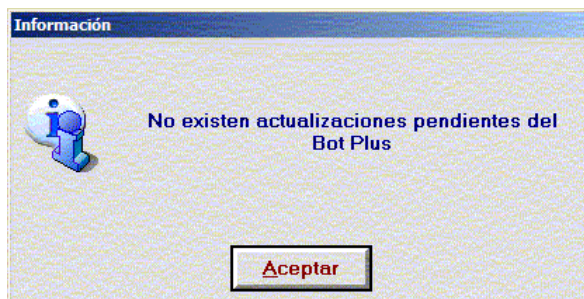 Información
No existen actualizaciones pendientes del
Bot Plus
Aceptar